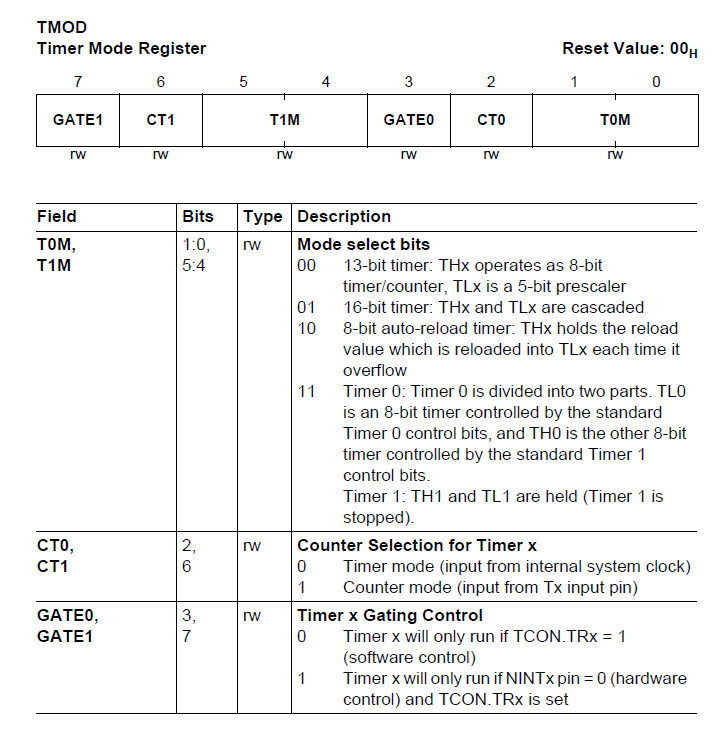 TMOD
Timer Mode Register Reset Value: 00H
7 6 5 4 3 2 1 0
GATE1 CT1 T1M GATE0 CT0 T0M
rw rw rw rw rw rw
Field Bits Type Description
T0M, 1:0, rw Mode select bits
T1M 5:4 00 13-bit timer: THx operates as 8-bit
timer/counter, TLx is a 5-bit prescaler
01 16-bit timer: THx and TLx are cascaded
10 8-bit auto-reload timer: THx holds the reload
value which is reloaded into TLx each time it
overflow
11 Timer 0: Timer 0 is divided into two parts. TL0
is an 8-bit timer controlled by the standard
Timer 0 control bits, and TH0 is the other 8-bit
timer controlled by the standard Timer 1
control bits.
Timer 1: TH1 and TL1 are held (Timer 1 is
stopped).
CT0, 2, rw Counter Selection for Timer x
CT1 6 0 Timer mode (input from internal system clock)
1 Counter mode (input from Tx input pin)
GATE0, 3, rw Timer x Gating Control
GATE1 7 0 Timer x will only run if TCON.TRx = 1
(software control)
1 Timer x will only run if NINTx pin = 0 (hardware
control) and TCON.TRx is set